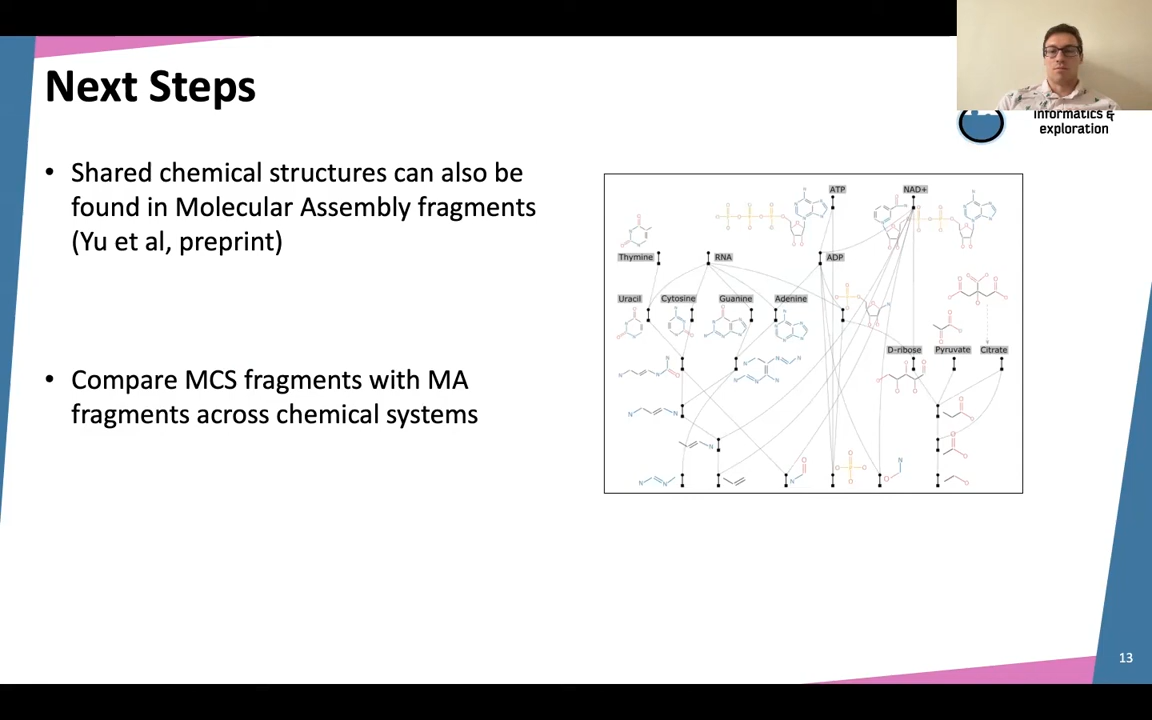 Next Steps
informatics &
exploration
• Shared chemical structures can also be
found in Molecular Assembly fragments
(Yu et al, preprint)
• Compare MCS fragments with MA
fragments across chemical systems
ATP
NAD+
Thymine
RNA
ADP
Uracil
Cytosine
Guanine
Adenine
D-ribose
Pyruvate
Citrate
13